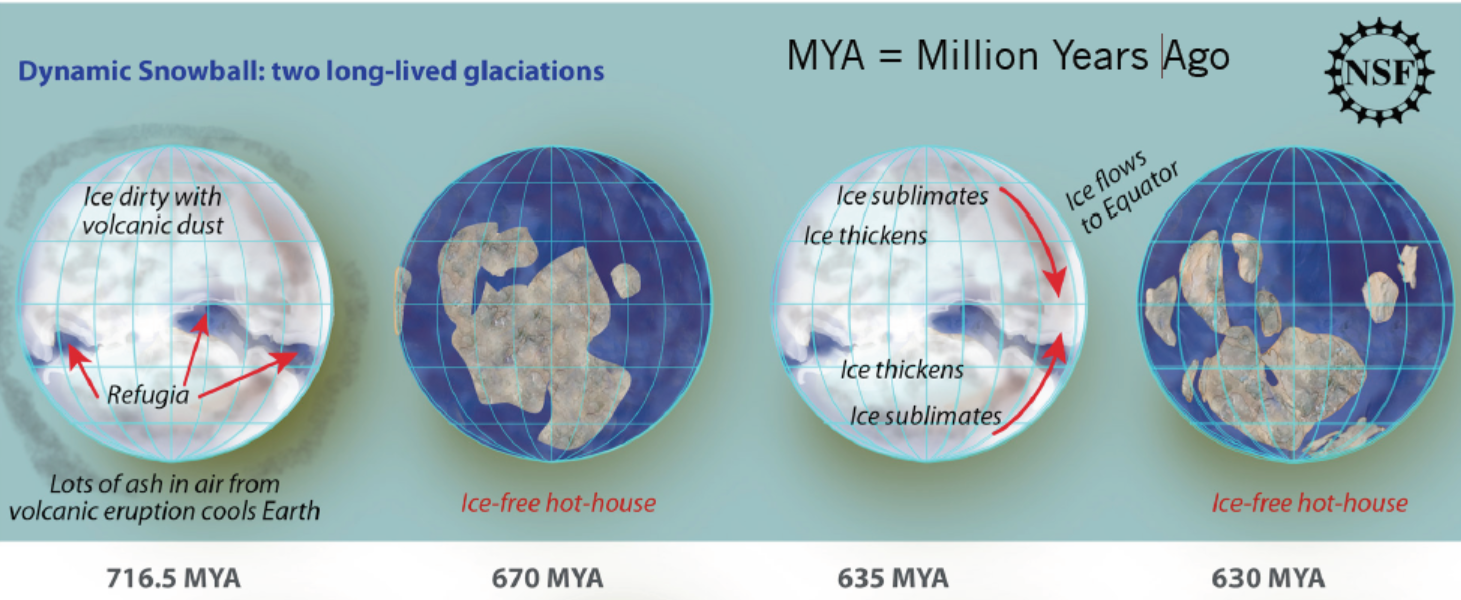 Dynamic Snowball: two long-lived glaciations
MYA = Million Years Ago
NSF
Ice dirty with
volcanic dust
Refugia
Lots of ash in air from
volcanic eruption cools Earth
716.5 MYA
Ice-free hot-house
670 MYA
Ice sublimates
Ice thickens
Ice flows
to Equator
Ice thickens
Ice sublimates
635 MYA
Ice-free hot-house
630 MYA